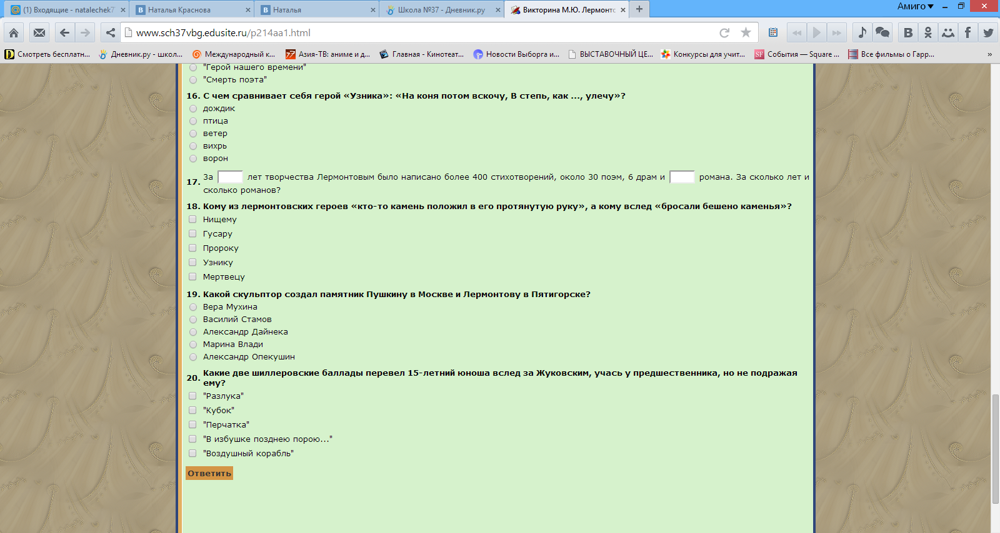 (1) Входящие - natalechek7
Наталья Краснова
Наталья
Школа №37 - Дневник.ру
Викторина М.Ю. Лермонтс
Амиго
www.sch37vbg.edusite.ru/p214aa1.html
Смотреть бесплатн...
Дневник.ру - школ...
Международный к...
Азия-ТВ: аниме и д...
Главная - Кинотеат...
Новости Выборга и...
ВЫСТАВОЧНЫЙ ЦЕ...
Конкурсы для учит...
События — Square ...
Все фильмы о Гарр...
»
"Герой нашего времени"
"Смерть поэта"
16. С чем сравнивает себя герой «Узника»: «На коня потом вскочу, В степь, как ..., улечу»?
дождик
птица
ветер
вихрь
ворон
17. За лет творчества Лермонтовым было написано более 400 стихотворений, около 30 поэм, 6 драм и романа. За сколько лет и
сколько романов?
18. Кому из лермонтовских героев «кто-то камень положил в его протянутую руку», а кому вслед «бросали бешено каменья»?
Нищему
Гусару
Пророку
Узнику
Мертвецу
19. Какой скульптор создал памятник Пушкину в Москве и Лермонтову в Пятигорске?
Вера Мухина
Василий Стамов
Александр Дайнека
Марина Влади
Александр Опекушин
20. Какие две шиллеровские баллады перевел 15-летний юноша вслед за Жуковским, учась у предшественника, но не подражая
ему?
"Разлука"
"Кубок"
"Перчатка"
"В избушке позднею порою..."
"Воздушный корабль"
Ответить